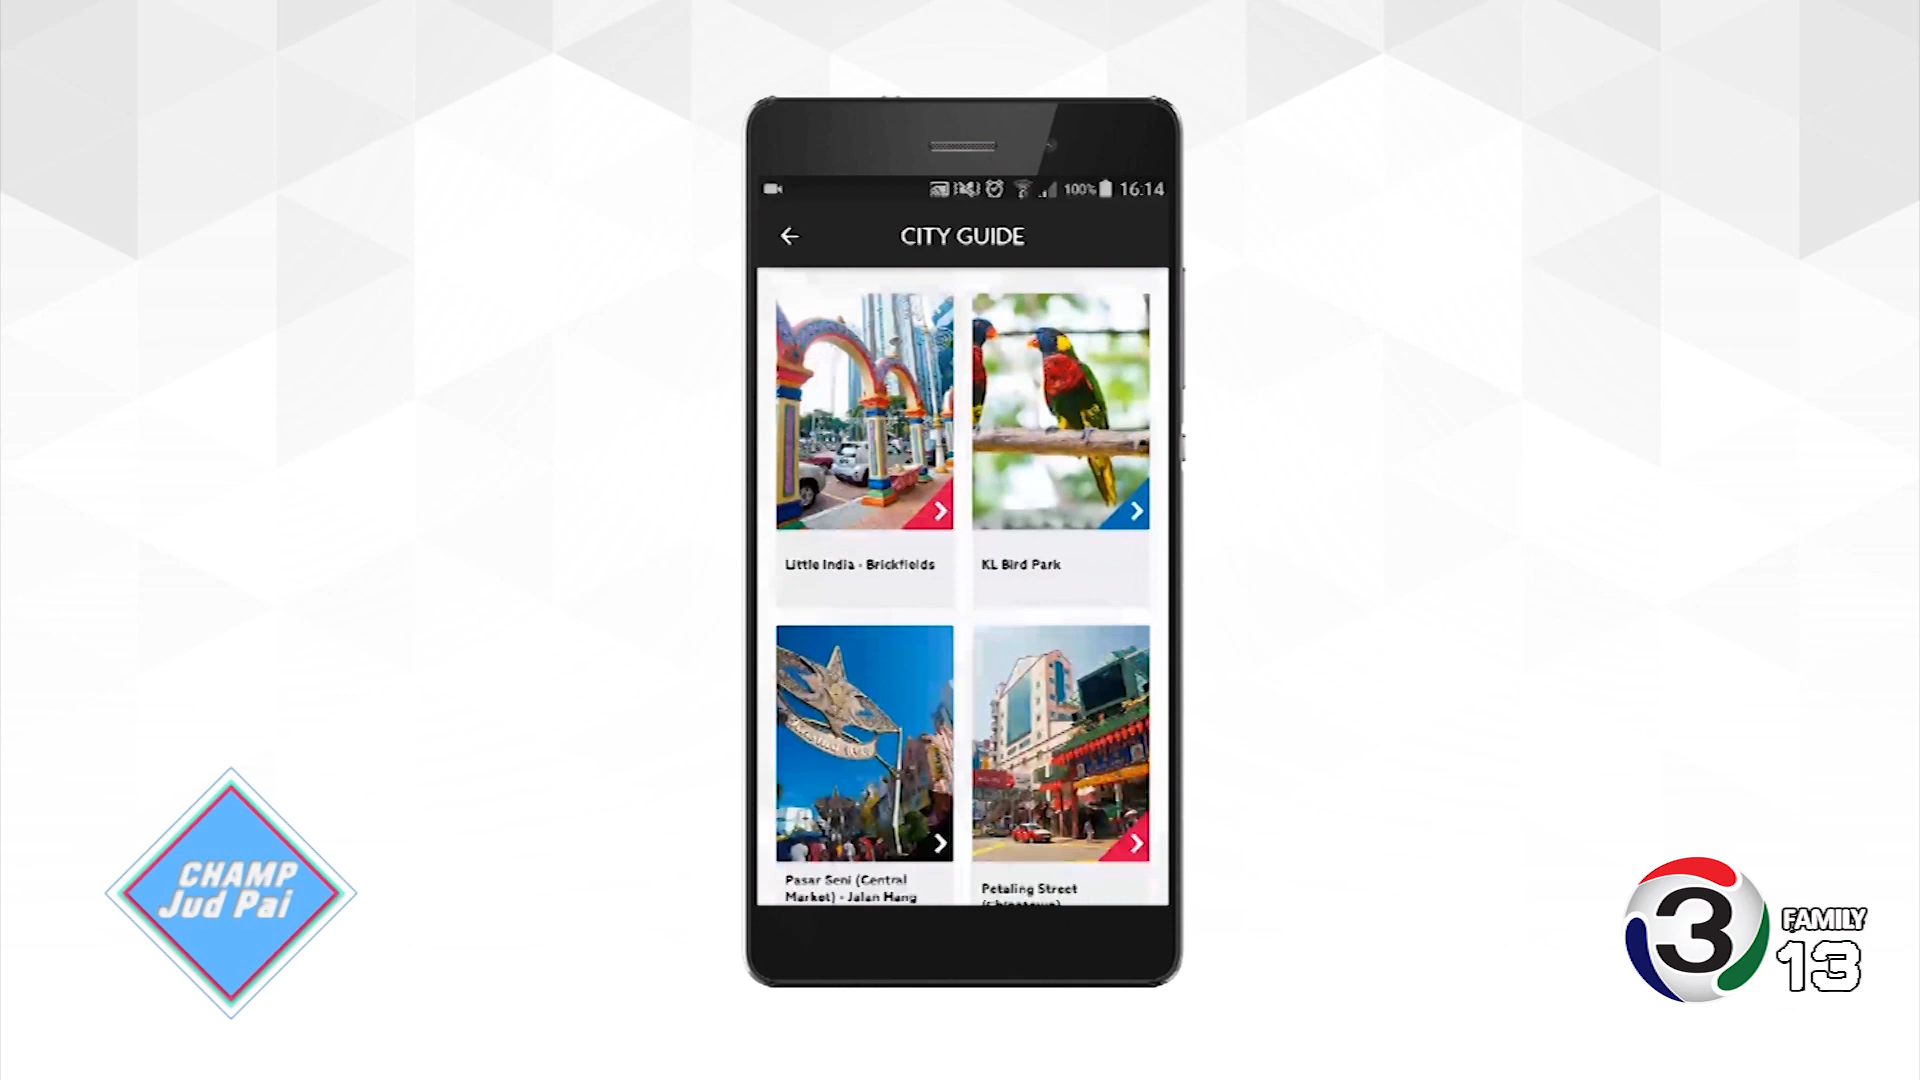 100% 16:14
CITY GUIDE
Little India - Brickfields
KL Bird Park
Pasar Seni (Central
Market) - Jalan Hang
Petaling Street
CHAMP
Jud Pai
3
FAMILY
13